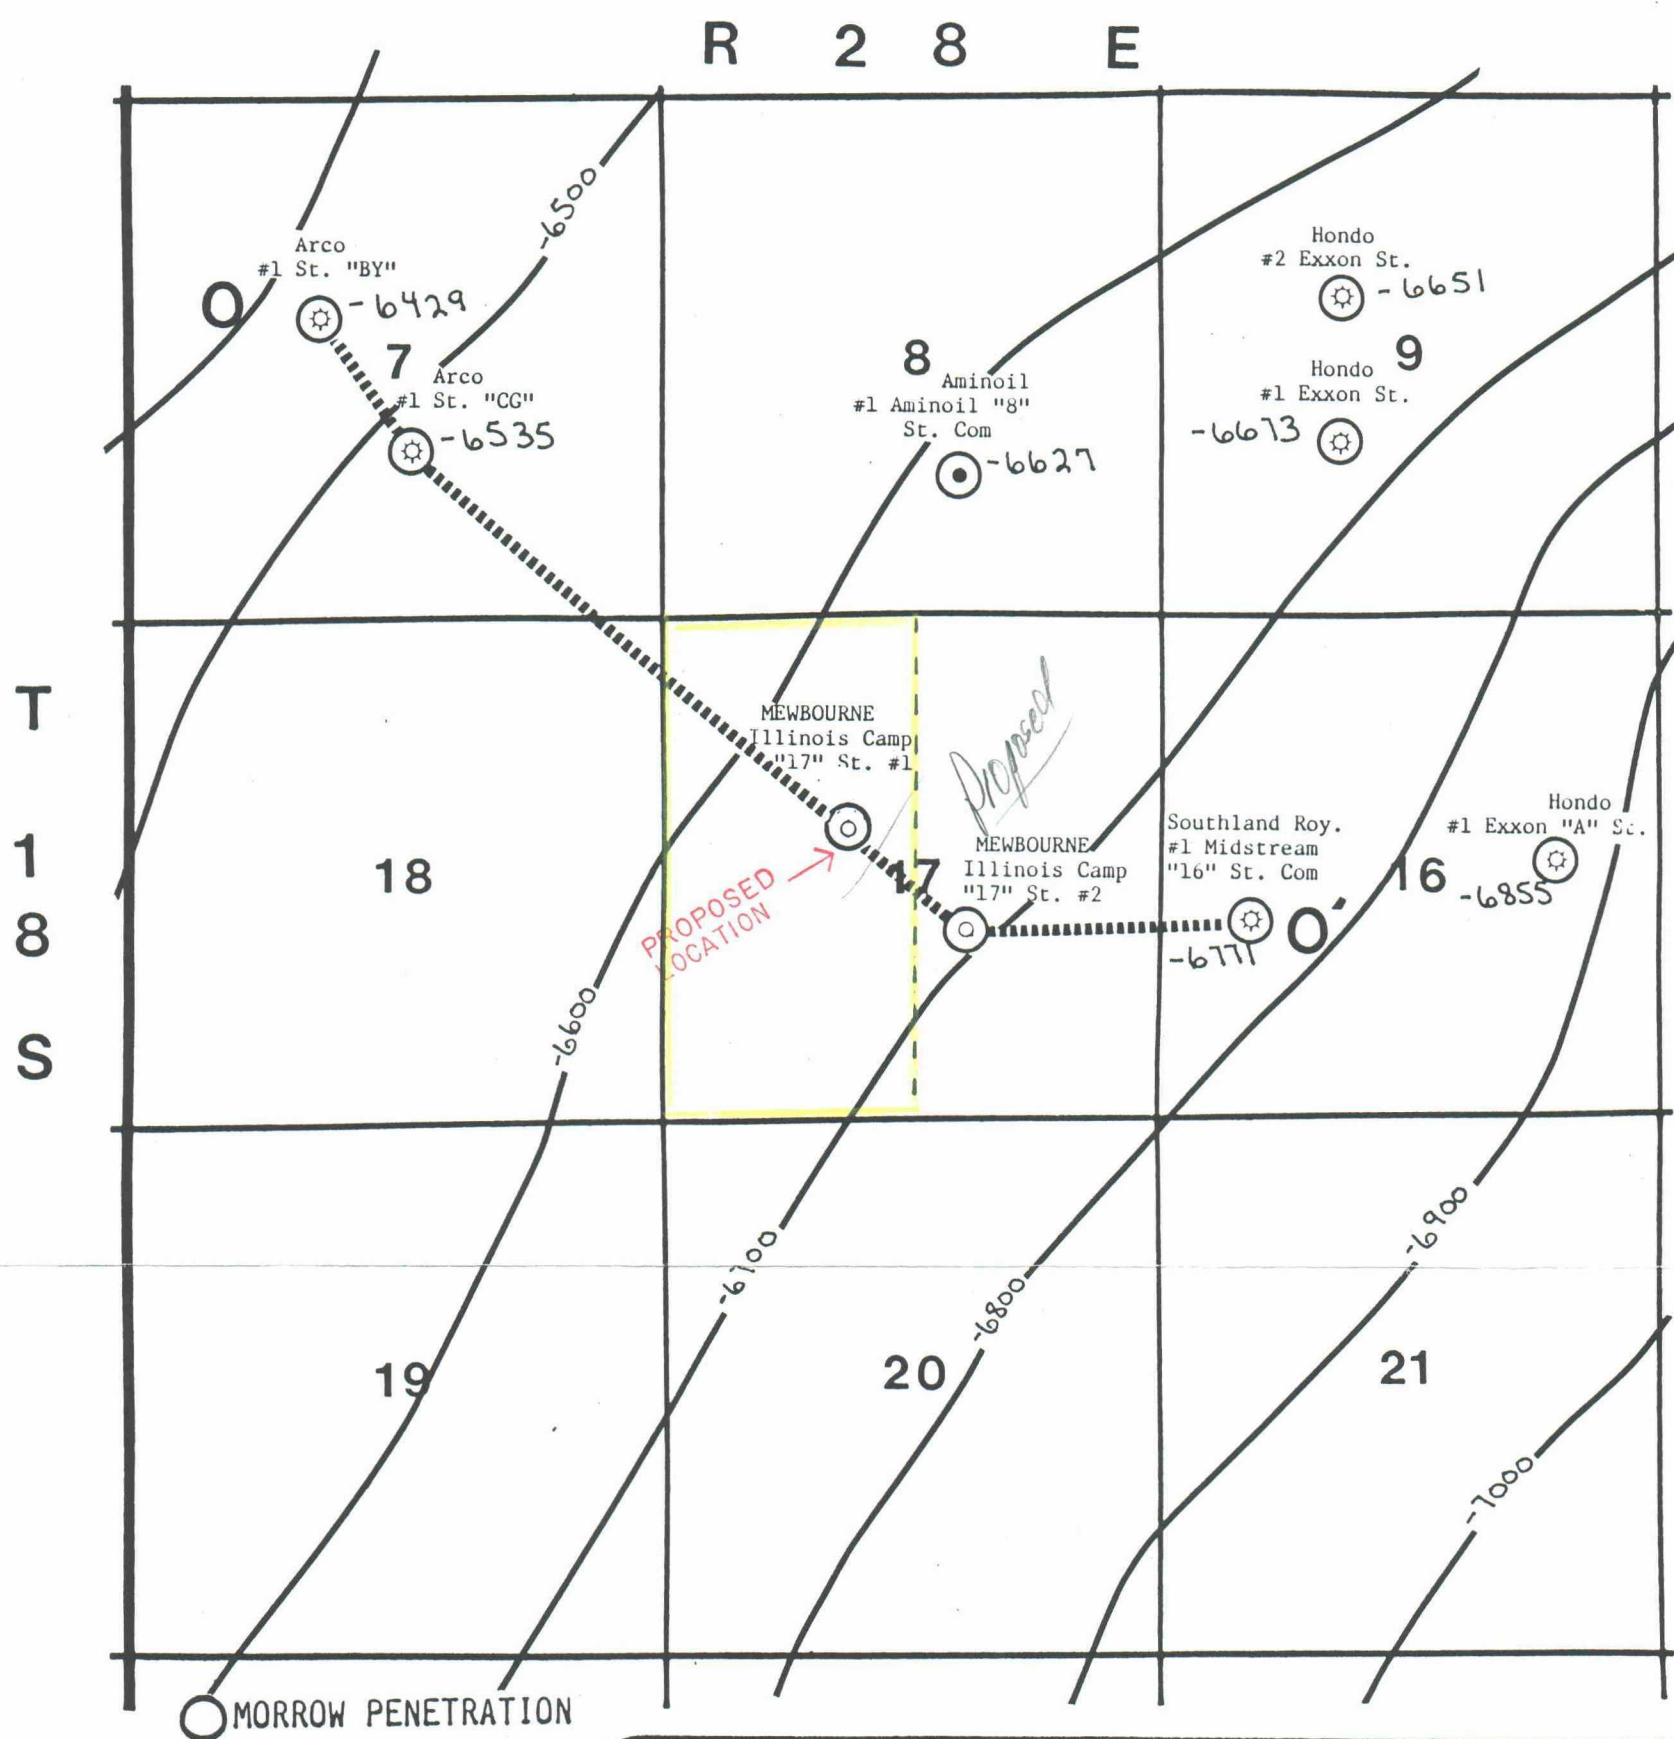 R 2 8 E
-6500
Arco
#1 St. "BY"
O
-6429
7
Arco
#1 St. "CG"
-6535
8
Aminoil
#1 Aminoil "8"
St. Com
-6627
Hondo
#2 Exxon St.
-6651
9
Hondo
#1 Exxon St.
-6673
T
18
S
18
MEWBOURNE
Illinois Camp
"17" St. #1
Proposed
PROPOSED
LOCATION
17
MEWBOURNE
Illinois Camp
"17" St. #2
Southland Roy.
#1 Midstream
"16" St. Com
-6771
O'
16
Hondo
#1 Exxon "A" St.
-6855
-6600
-6700
-6800
-6900
19
20
21
-7000
MORROW PENETRATION